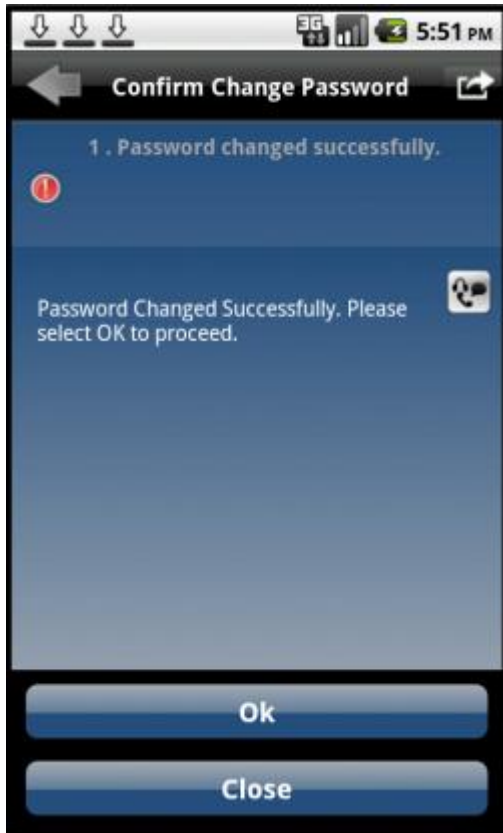 3G 5:51 PM
Confirm Change Password
1 . Password changed successfully.
Password Changed Successfully. Please
select OK to proceed.
Ok
Close